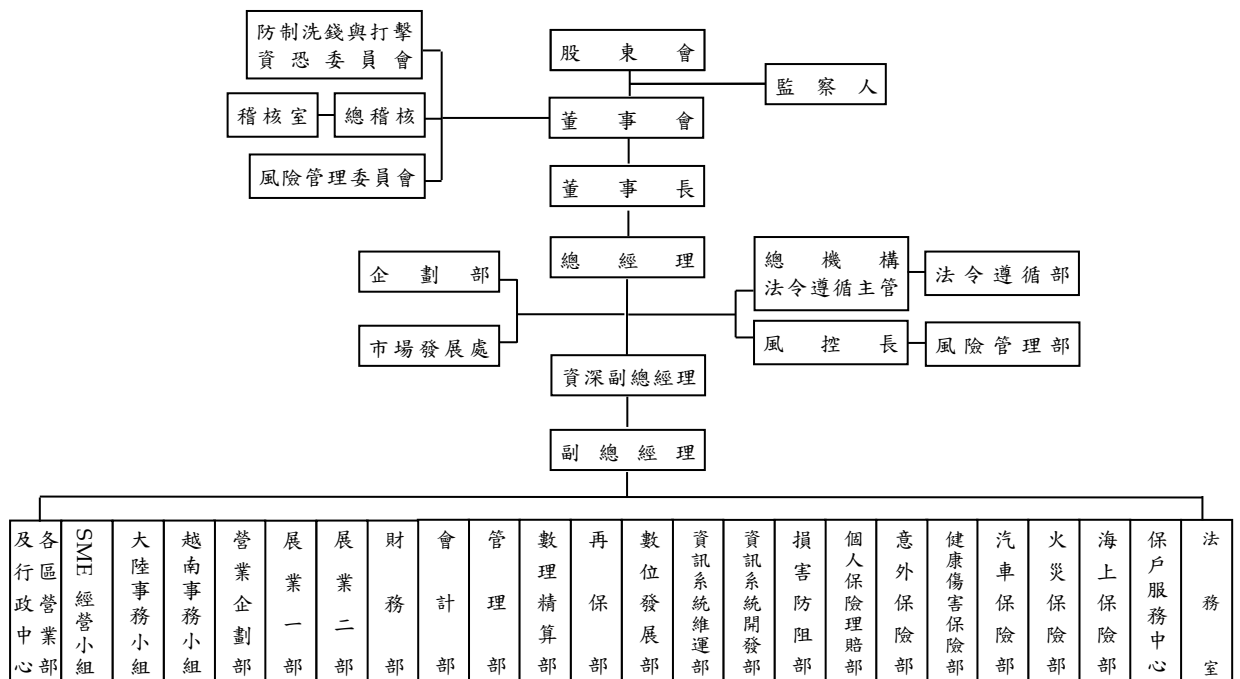 防制洗錢與打擊
資恐委員會
股東會
監察人
稽核室
總稽核
董事會
風險管理委員會
董事長
總經理
企劃部
總機構
法令遵循主管
法令遵循部
市場發展處
風控長
風險管理部
資深副總經理
副總經理
各區營業部
及行政中心
SME經營小組
大陸事務小組
越南事務小組
營業企劃部
展業一部
展業二部
財務部
會計部
管理部
數理精算部
再保部
數位發展部
資訊系統維運部
資訊系統開發部
損害防阻部
個人保險理賠部
意外保險部
健康傷害保險部
汽車保險部
火災保險部
海上保險部
保戶服務中心
法務室